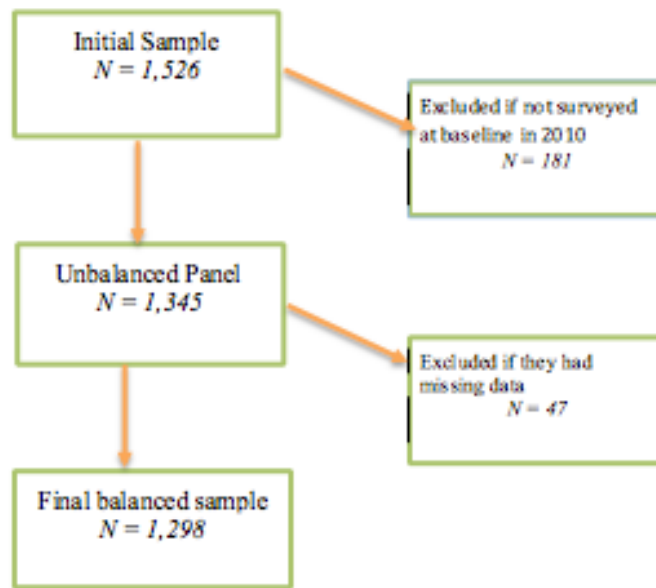 Initial Sample
N = 1,526
Excluded if not surveyed
at baseline in 2010
N = 181
Unbalanced Panel
N = 1,345
Excluded if they had
missing data
N = 47
Final balanced sample
N = 1,298